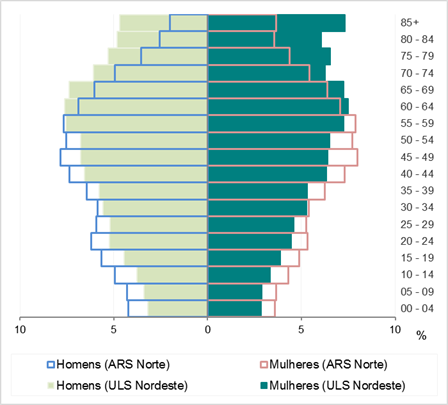 85+
80 - 84
75 - 79
70 - 74
65 - 69
60 - 64
55 - 59
50 - 54
45 - 49
40 - 44
35 - 39
30 - 34
25 - 29
20 - 24
15 - 19
10 - 14
05 - 09
00 - 04
10 5 0 5 10
%
Homens (ARS Norte) Mulheres (ARS Norte)
Homens (ULS Nordeste) Mulheres (ULS Nordeste)